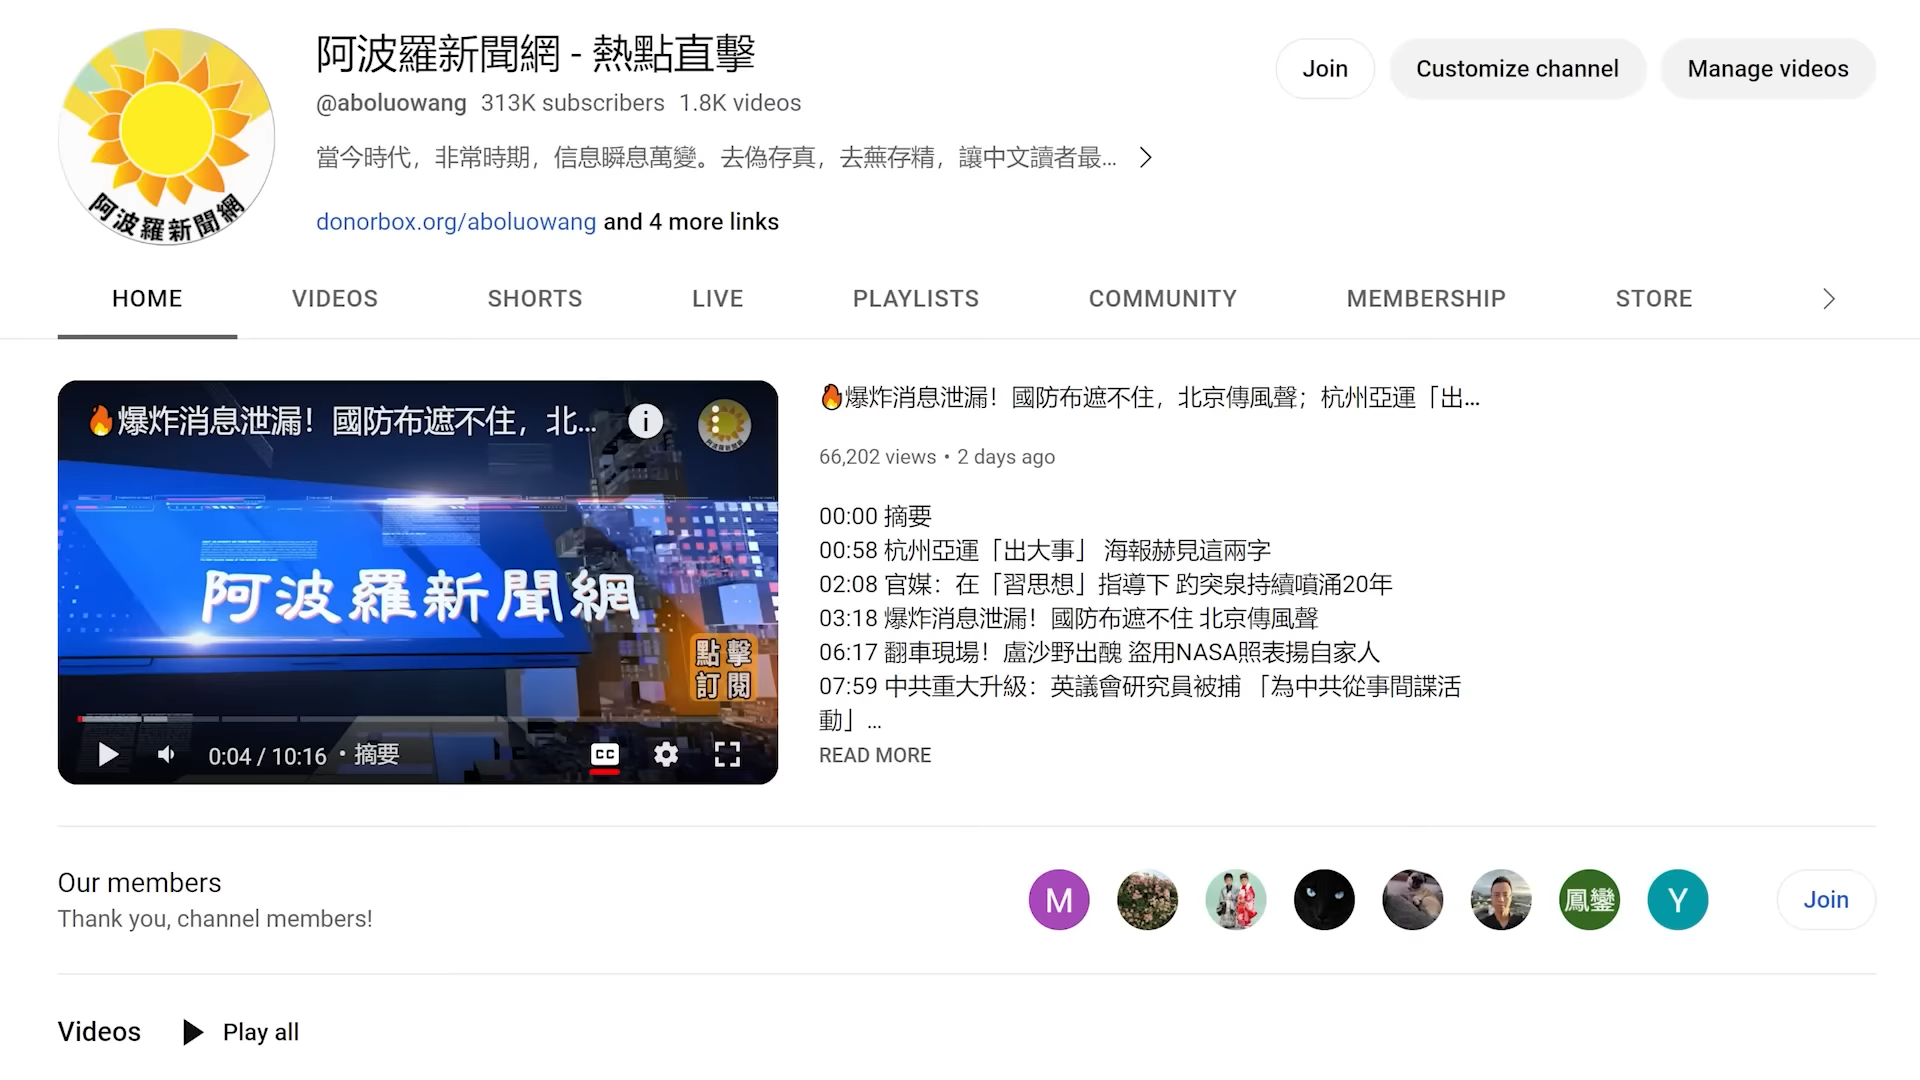 阿波羅新聞網
阿波羅新聞網 - 熱點直擊
@aboluowang 313K subscribers 1.8K videos
當今時代，非常時期，信息瞬息萬變。去偽存真，去蕪存精，讓中文讀者最...
donorbox.org/aboluowang and 4 more links
Join
Customize channel
Manage videos
HOME VIDEOS SHORTS LIVE PLAYLISTS COMMUNITY MEMBERSHIP STORE
🔥爆炸消息泄漏！國防布遮不住，北...
阿波羅新聞網
點擊
訂閱
0:04 / 10:16 • 摘要
CC
🔥爆炸消息泄漏！國防布遮不住，北京傳風聲；杭州亞運「出...
66,202 views • 2 days ago
00:00 摘要
00:58 杭州亞運「出大事」 海報赫見這兩字
02:08 官媒：在「習思想」指導下 趵突泉持續噴涌20年
03:18 爆炸消息泄漏！國防布遮不住 北京傳風聲
06:17 翻車現場！盧沙野出醜 盜用NASA照表揚自家人
07:59 中共重大升級：英議會研究員被捕 「為中共從事間諜活
動」...
READ MORE
Our members
Thank you, channel members!
M
鳳鑾
Y
Join
Videos
Play all